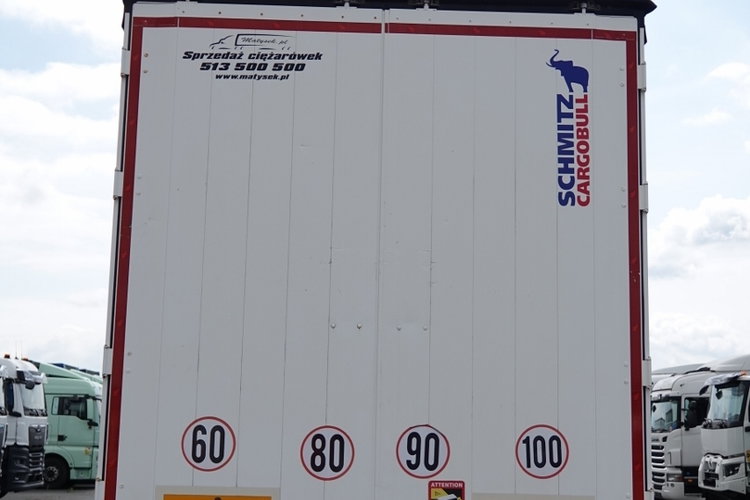 Matysek.pl
Sprzedaż ciężarówek
513 500 500
www.matysek.pl
SCHMITZ
CARGOBULL
60
80
90
100
ATTENTION